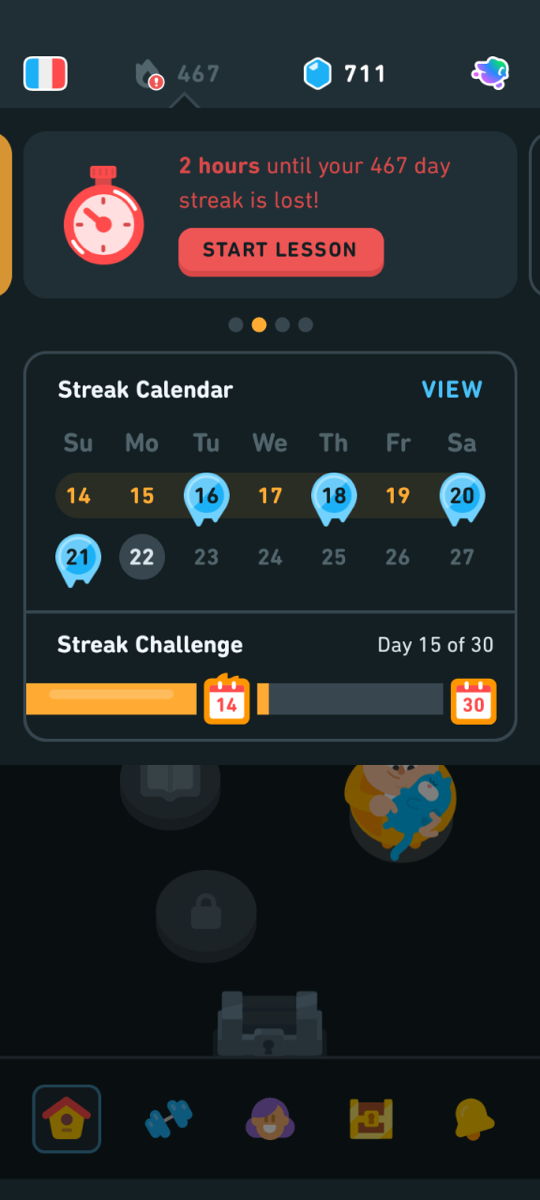 467
711
2 hours until your 467 day
streak is lost!
START LESSON
Streak Calendar VIEW
Su Mo Tu We Th Fr Sa
14 15 16 17 18 19 20
21 22 23 24 25 26 27
Streak Challenge Day 15 of 30
14 30